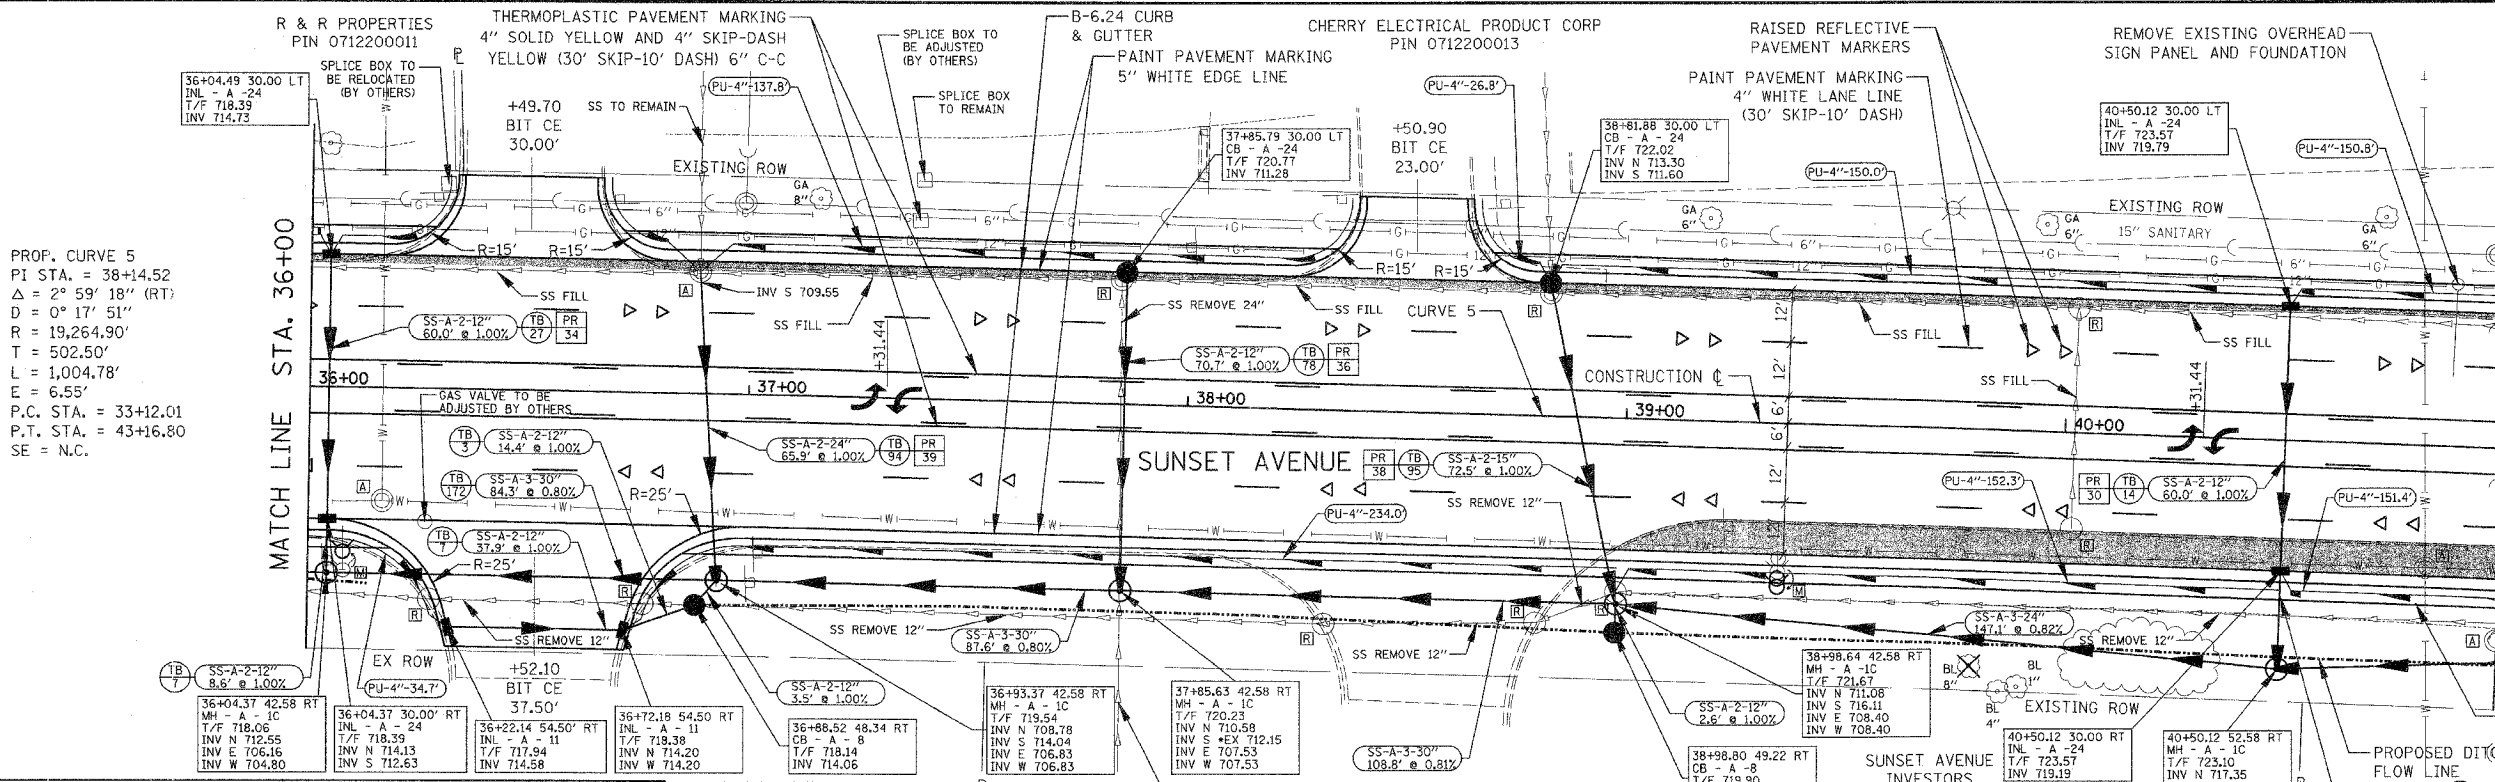 R & R PROPERTIES
PIN 0712200011
THERMOPLASTIC PAVEMENT MARKING
4" SOLID YELLOW AND 4" SKIP-DASH
YELLOW (30' SKIP-10' DASH) 6" C-C
SPLICE BOX TO
BE ADJUSTED
(BY OTHERS)
B-6.24 CURB
& GUTTER
PAINT PAVEMENT MARKING
5" WHITE EDGE LINE
CHERRY ELECTRICAL PRODUCT CORP
PIN 0712200013
RAISED REFLECTIVE
PAVEMENT MARKERS
REMOVE EXISTING OVERHEAD
SIGN PANEL AND FOUNDATION
36+04.49 30.00 LT
INL - A -24
T/F 718.39
INV 714.73
SPLICE BOX TO
BE RELOCATED
(BY OTHERS)
+49.70
BIT CE
30.00'
SS TO REMAIN
PU-4"-137.8'
SPLICE BOX
TO REMAIN
37+85.79 30.00 LT
CB - A -24
T/F 720.77
INV 711.28
+50.90
BIT CE
23.00'
PU-4"-26.8'
38+81.88 30.00 LT
CB - A - 24
T/F 722.02
INV N 713.30
INV S 711.60
PAINT PAVEMENT MARKING
4" WHITE LANE LINE
(30' SKIP-10' DASH)
PU-4"-150.0'
40+50.12 30.00 LT
INL - A -24
T/F 723.57
INV 719.79
PU-4"-150.8'
EXISTING ROW
GA
8"
GA
6"
GA
6"
EXISTING ROW
15" SANITARY
GA
6"
R=15'
R=15'
R=15'
R=15'
MATCH LINE STA. 36+00
PROF. CURVE 5
PI STA. = 38+14.52
Δ = 2° 59' 18" (RT)
D = 0° 17' 51"
R = 19,264.90'
T = 502.50'
L = 1,004.78'
E = 6.55'
P.C. STA. = 33+12.01
P.T. STA. = 43+16.80
SE = N.C.
SS FILL
INV S 709.55
SS FILL
SS REMOVE 24"
SS FILL
CURVE 5
SS FILL
SS FILL
SS-A-2-12"
60.0' @ 1.00%
TB
27
PR
34
+31.44
SS-A-2-12"
70.7' @ 1.00%
TB
78
PR
36
CONSTRUCTION ℄
12'
12'
6'
6'
12'
12'
SS FILL
+31.44
36+00
37+00
38+00
39+00
40+00
GAS VALVE TO BE
ADJUSTED BY OTHERS
TB
3
SS-A-2-12"
14.4' @ 1.00%
SS-A-2-24"
65.9' @ 1.00%
TB
94
PR
39
SUNSET AVENUE
PR
38
TB
95
SS-A-2-15"
72.5' @ 1.00%
TB
172
SS-A-3-30"
84.3' @ 0.80%
R=25'
PU-4"-234.0'
SS REMOVE 12"
PU-4"-152.3'
PR
30
TB
14
SS-A-2-12"
60.0' @ 1.00%
PU-4"-151.4'
TB
7
SS-A-2-12"
37.9' @ 1.00%
R=25'
SS REMOVE 12"
SS REMOVE 12"
SS-A-3-30"
87.6' @ 0.80%
SS REMOVE 12"
SS-A-3-24"
147.1' @ 0.82%
SS REMOVE 12"
TB
7
SS-A-2-12"
8.6' @ 1.00%
EX ROW
PU-4"-34.7'
+52.10
BIT CE
37.50'
SS-A-2-12"
3.5' @ 1.00%
SS-A-3-30"
108.8' @ 0.81%
SS-A-2-12"
2.6' @ 1.00%
BL
8"
BL
1"
BL
4"
EXISTING ROW
36+04.37 42.58 RT
MH - A - 1C
T/F 718.06
INV N 712.55
INV E 706.16
INV W 704.80
36+04.37 30.00' RT
INL - A - 24
T/F 718.39
INV N 714.13
INV S 712.63
36+22.14 54.50' RT
INL - A - 11
T/F 717.94
INV 714.58
36+72.18 54.50 RT
INL - A - 11
T/F 718.38
INV N 714.20
INV W 714.20
36+88.52 48.34 RT
CB - A - 8
T/F 718.14
INV 714.06
36+93.37 42.58 RT
MH - A - 1C
T/F 719.54
INV N 708.78
INV S 714.04
INV E 706.83
INV W 706.83
37+85.63 42.58 RT
MH - A - 1C
T/F 720.23
INV N 710.58
INV S *EX 712.15
INV E 707.53
INV W 707.53
38+98.64 42.58 RT
MH - A -1C
T/F 721.67
INV N 711.08
INV S 716.11
INV E 708.40
INV W 708.40
38+98.80 49.22 RT
CB - A -8
T/F 719.90
SUNSET AVENUE
INVESTORS
40+50.12 30.00 RT
INL - A -24
T/F 723.57
INV 719.19
40+50.12 52.58 RT
MH - A - 1C
T/F 723.10
INV N 717.35
PROPOSED DIT
FLOW LINE